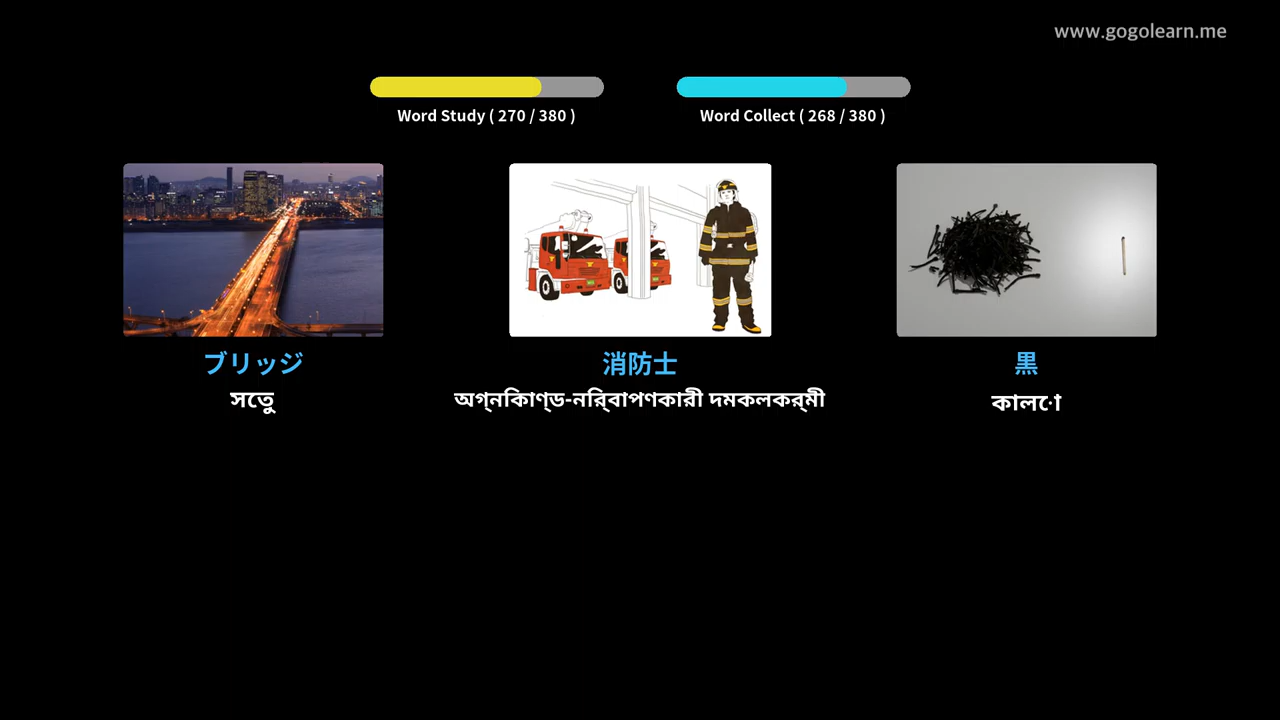 www.gogolearn.me
Word Study ( 270 / 380 )
Word Collect ( 268 / 380 )
ブリッジ
消防士
黒
সেতু
অগ্নিকাণ্ড-নির্বাপণকারী দমকলকর্মী
কালো